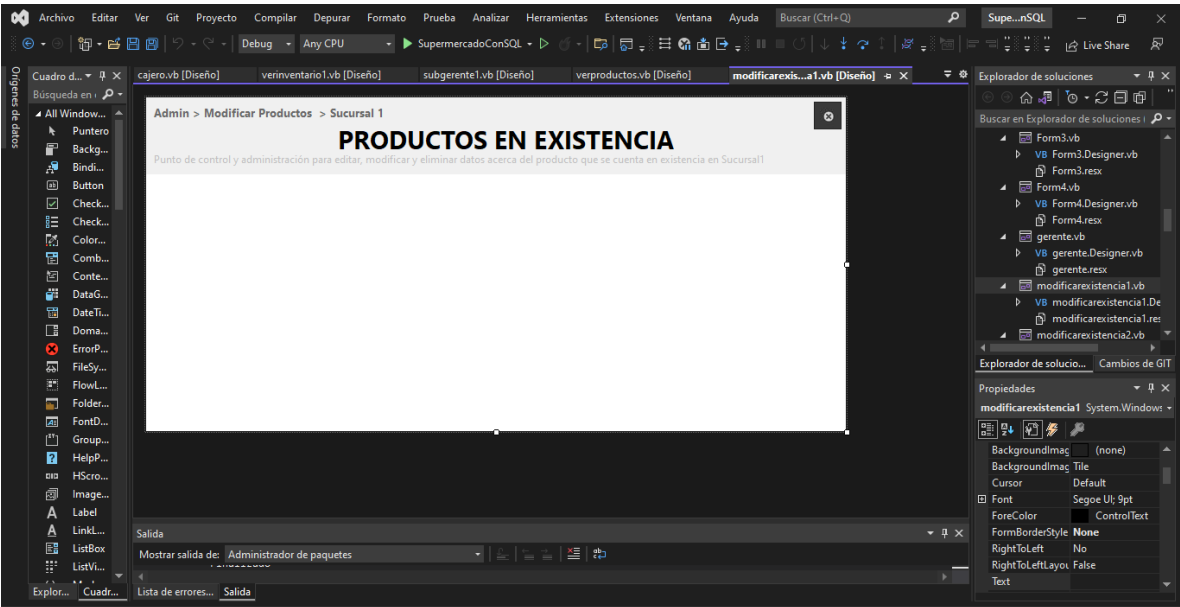 Archivo Editar Ver Git Proyecto Compilar Depurar Formato Prueba Analizar Herramientas Extensiones Ventana Ayuda Buscar (Ctrl+Q) Supe...nSQL
Debug Any CPU SupermercadoConSQL Live Share
Orígenes de datos
Cuadro d...
Búsqueda en
All Window...
Puntero
Backg...
Bindi...
Button
Check...
Check...
Color...
Comb...
Conte...
DataG...
DateTi...
Doma...
ErrorP...
FileSy...
FlowL...
Folder...
FontD...
Group...
HelpP...
HScro...
Image...
Label
LinkL...
ListBox
ListVi...
Explor... Cuadr...
cajero.vb [Diseño] verinventario1.vb [Diseño] subgerente1.vb [Diseño] verproductos.vb [Diseño] modificarexis...a1.vb [Diseño]
Admin > Modificar Productos > Sucursal 1
PRODUCTOS EN EXISTENCIA
Punto de control y administración para editar, modificar y eliminar datos acerca del producto que se cuenta en existencia en Sucursal1
Salida
Mostrar salida de: Administrador de paquetes
Lista de errores... Salida
Explorador de soluciones
Buscar en Explorador de soluciones
Form3.vb
VB Form3.Designer.vb
Form3.resx
Form4.vb
VB Form4.Designer.vb
Form4.resx
gerente.vb
VB gerente.Designer.vb
gerente.resx
modificarexistencia1.vb
VB modificarexistencia1.De
modificarexistencia1.res
modificarexistencia2.vb
Explorador de solucio... Cambios de GIT
Propiedades
modificarexistencia1 System.Windows
BackgroundImag (none)
BackgroundImag Tile
Cursor Default
Font Segoe UI; 9pt
ForeColor ControlText
FormBorderStyle None
RightToLeft No
RightToLeftLayou False
Text